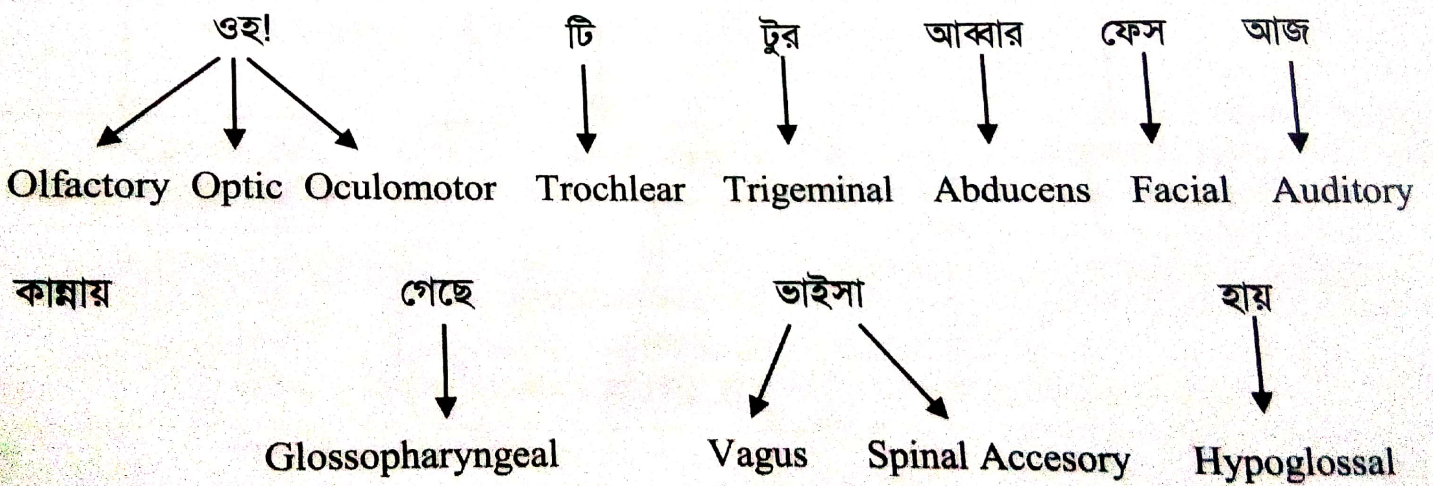 ওহ! টি টুর আব্বার ফেস আজ
Olfactory Optic Oculomotor Trochlear Trigeminal Abducens Facial Auditory
কান্নায় গেছে ভাইসা হায়
Glossopharyngeal Vagus Spinal Accesory Hypoglossal